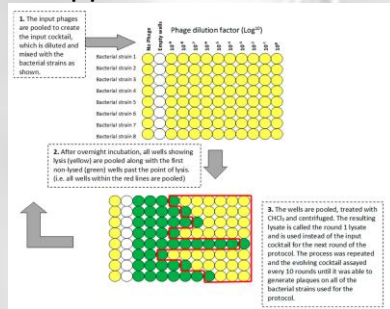 1. The input phages
are pooled to create
the input cocktail,
which is diluted and
mixed with the
bacterial strains as
shown.
Phage dilution factor (Log¹⁰)
No Phage
Empty wells
Bacterial strain 1
Bacterial strain 2
Bacterial strain 3
Bacterial strain 4
Bacterial strain 5
Bacterial strain 6
Bacterial strain 7
Bacterial strain 8
2. After overnight incubation, all wells showing
lysis (yellow) are pooled along with the first
non-lysed (green) wells past the point of lysis.
(i.e. all wells within the red lines are pooled)
3. The wells are pooled, treated with
CHCl₃ and centrifuged. The resulting
lysate is called the round 1 lysate
and is used instead of the input
cocktail for the next round of the
protocol. The process was repeated
and the evolving cocktail assayed
every 10 rounds until it was able to
generate plaques on all of the
bacterial strains used for the
protocol.